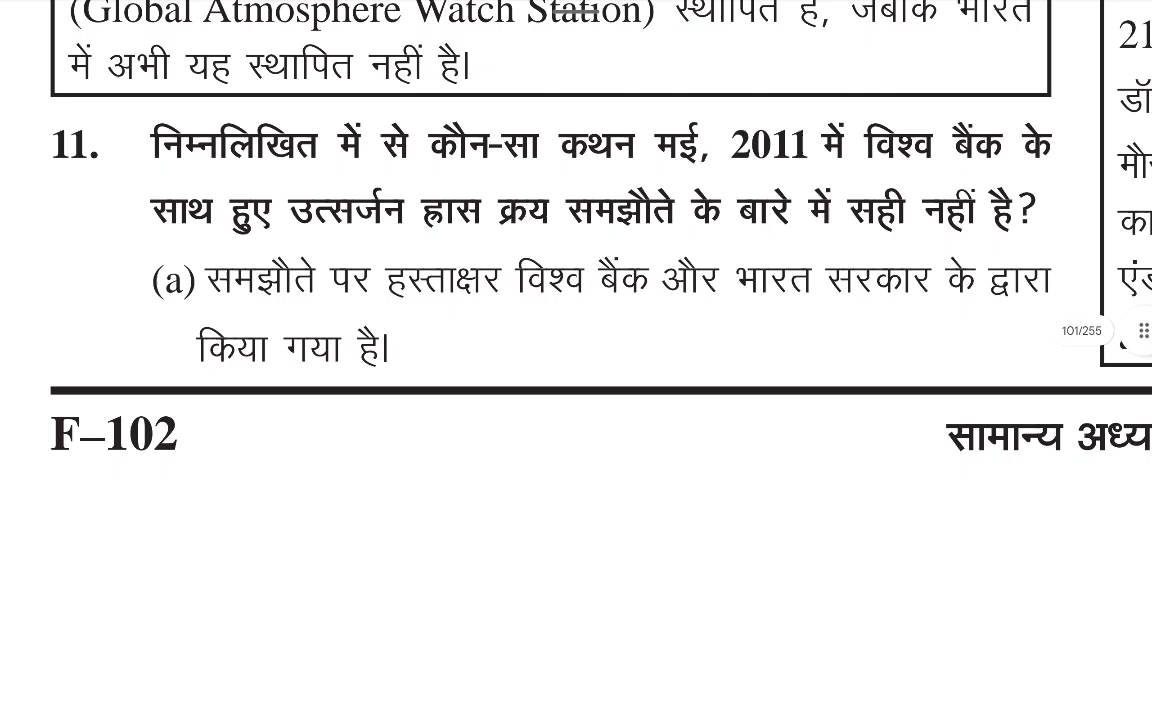 (Global Atmosphere Watch Station) स्थापित है, जबकि भारत
में अभी यह स्थापित नहीं है।
11. निम्नलिखित में से कौन-सा कथन मई, 2011 में विश्व बैंक के
साथ हुए उत्सर्जन ह्रास क्रय समझौते के बारे में सही नहीं है?
(a) समझौते पर हस्ताक्षर विश्व बैंक और भारत सरकार के द्वारा
किया गया है।
F–102
सामान्य
21
डॉ
का
101/255